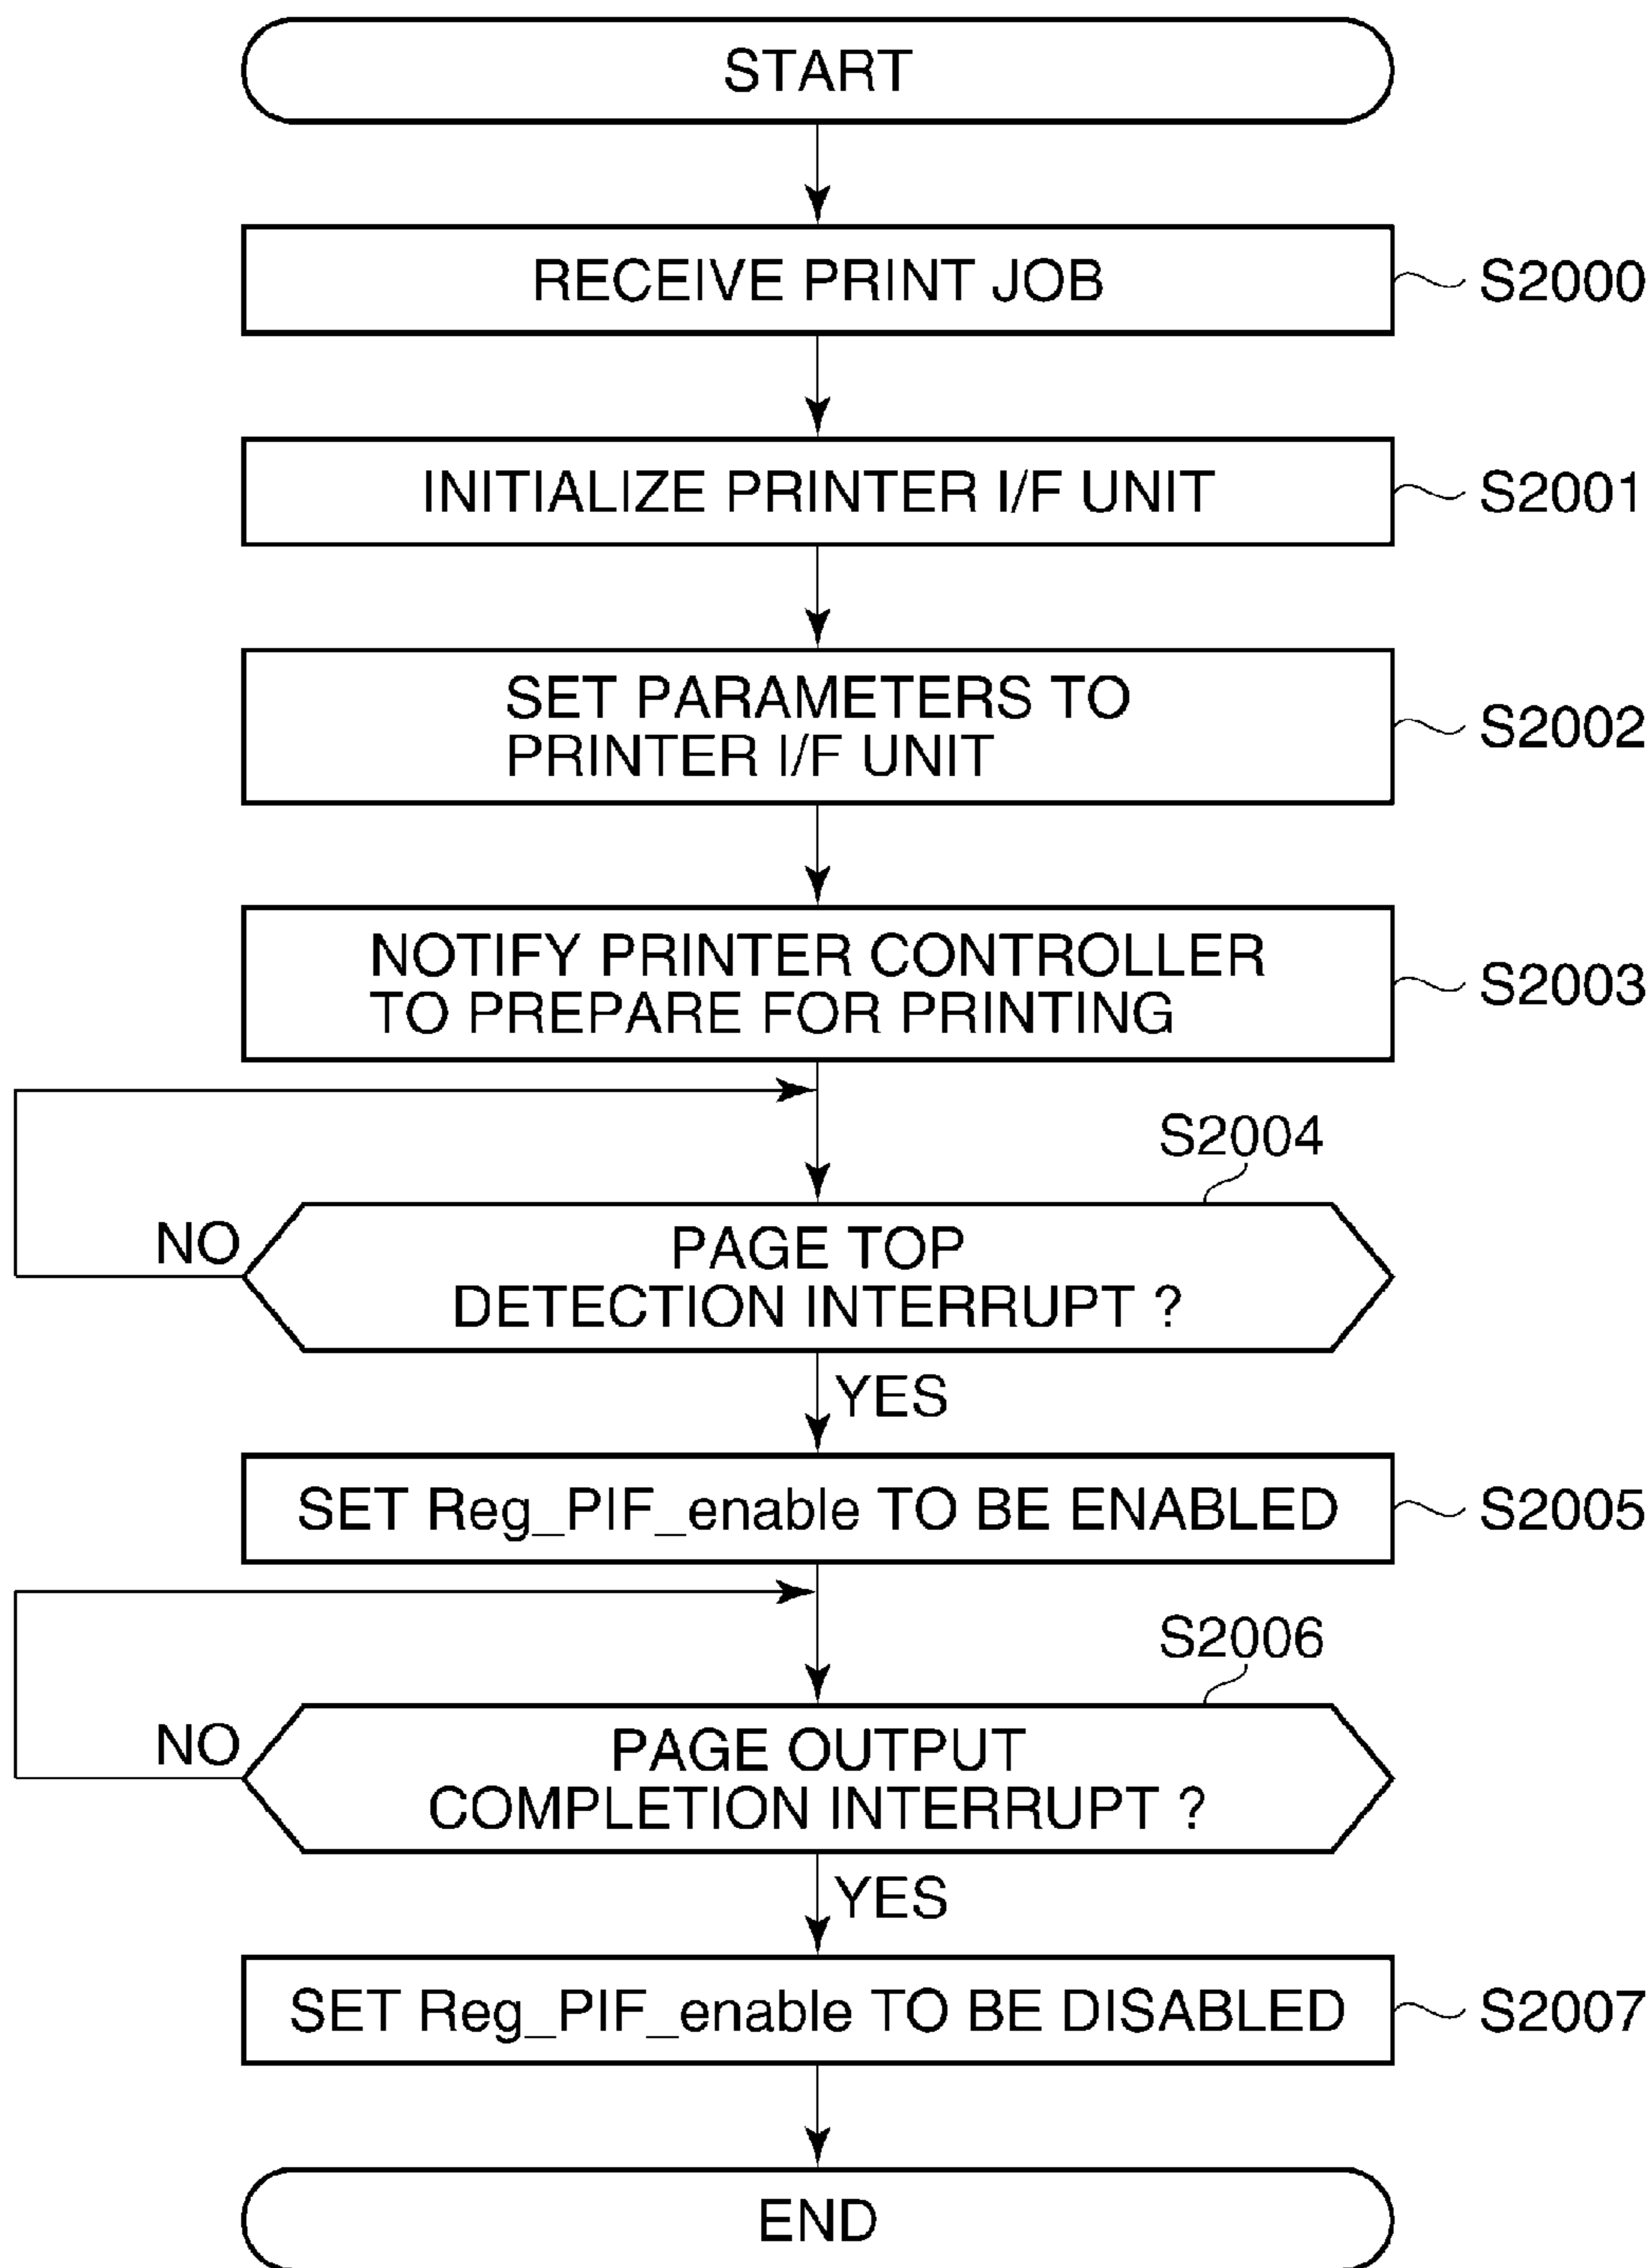 START
RECEIVE PRINT JOB
S2000
INITIALIZE PRINTER I/F UNIT
S2001
SET PARAMETERS TO
PRINTER I/F UNIT
S2002
NOTIFY PRINTER CONTROLLER
TO PREPARE FOR PRINTING
S2003
S2004
NO
PAGE TOP
DETECTION INTERRUPT ?
YES
SET Reg_PIF_enable TO BE ENABLED
S2005
S2006
NO
PAGE OUTPUT
COMPLETION INTERRUPT ?
YES
SET Reg_PIF_enable TO BE DISABLED
S2007
END